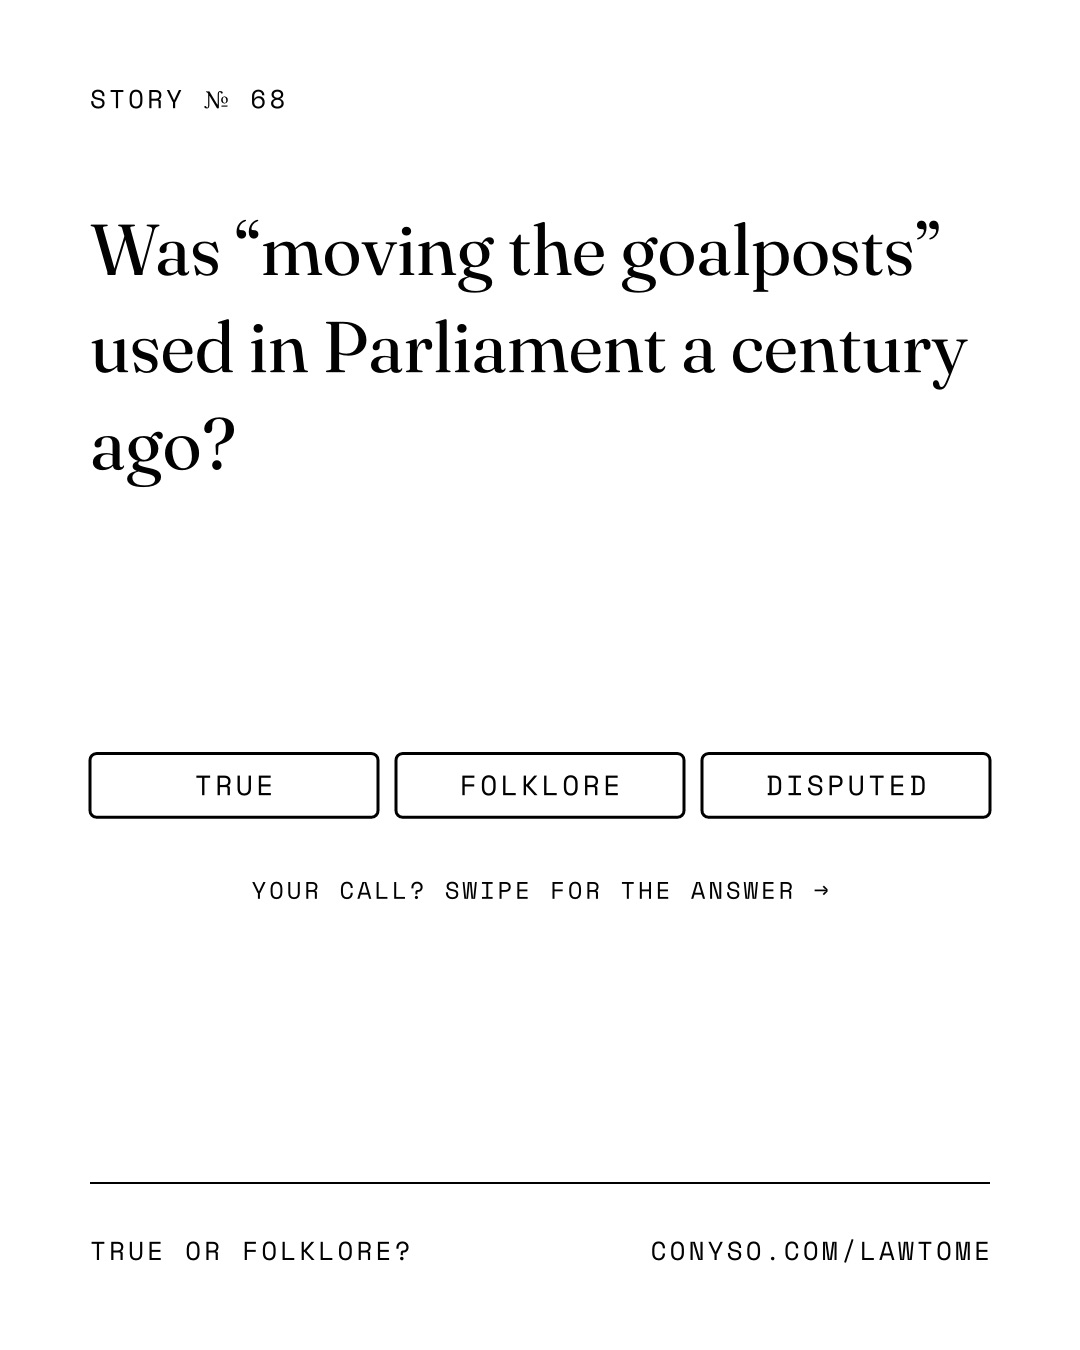 STORY № 68
Was “moving the goalposts”
used in Parliament a century
ago?
TRUE
FOLKLORE
DISPUTED
YOUR CALL? SWIPE FOR THE ANSWER →
TRUE OR FOLKLORE?
CONYSO.COM/LAWTOME